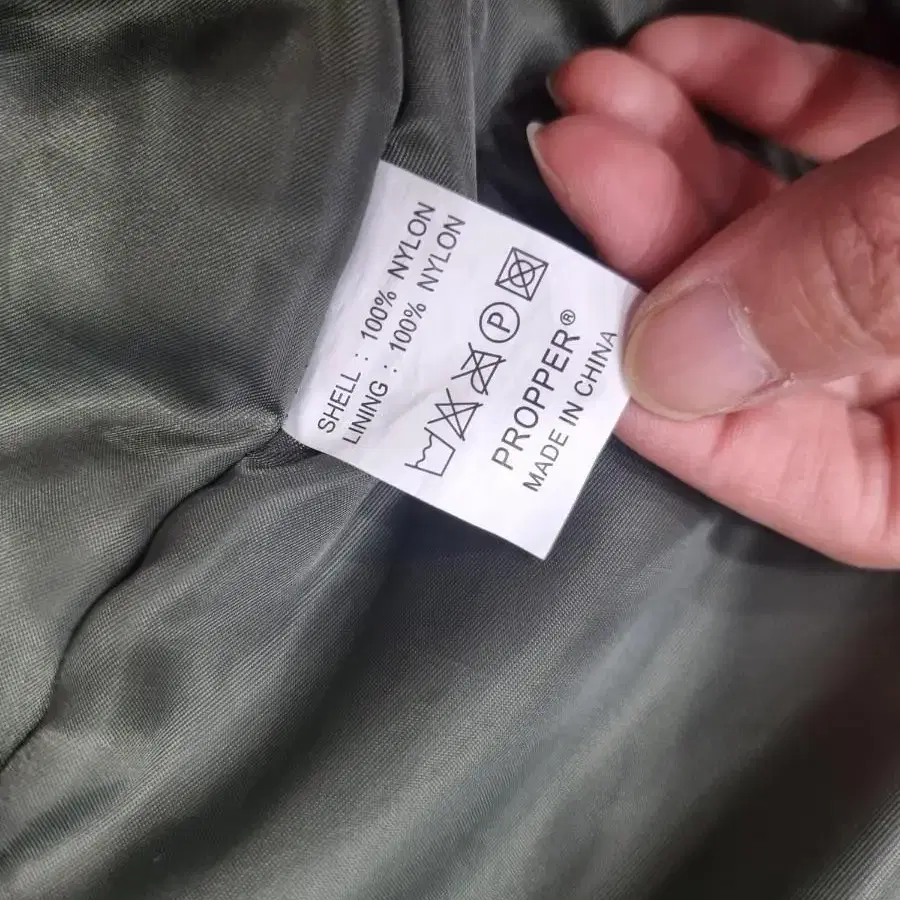 SHELL : 100% NYLON
LINING : 100% NYLON
P
PROPPER®
MADE IN CHINA